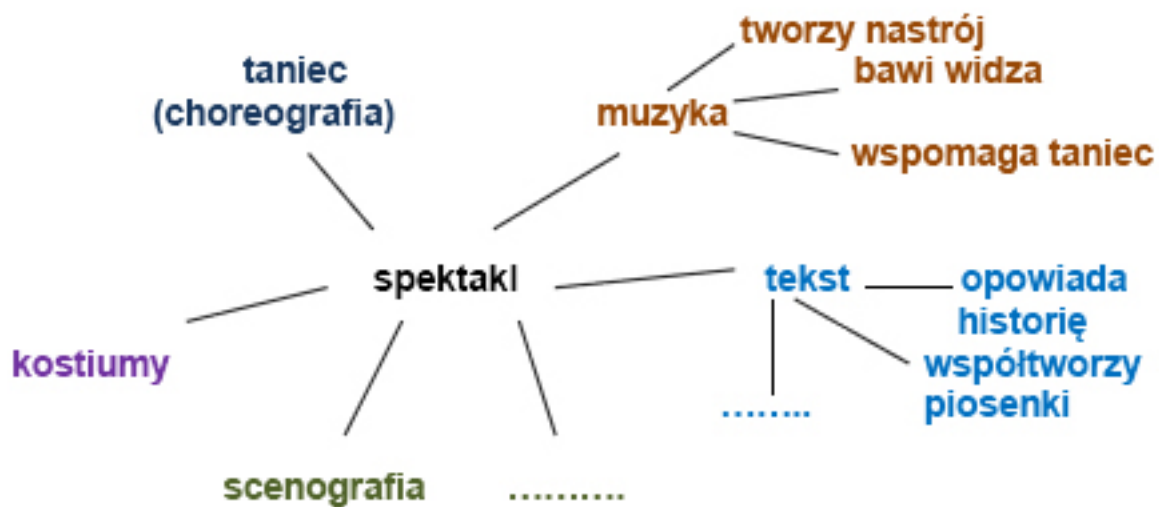 taniec
(choreografia)
muzyka
tworzy nastrój
bawi widza
wspomaga taniec
spektakl
tekst
opowiada
historię
współtworzy
piosenki
……..
kostiumy
scenografia
……….